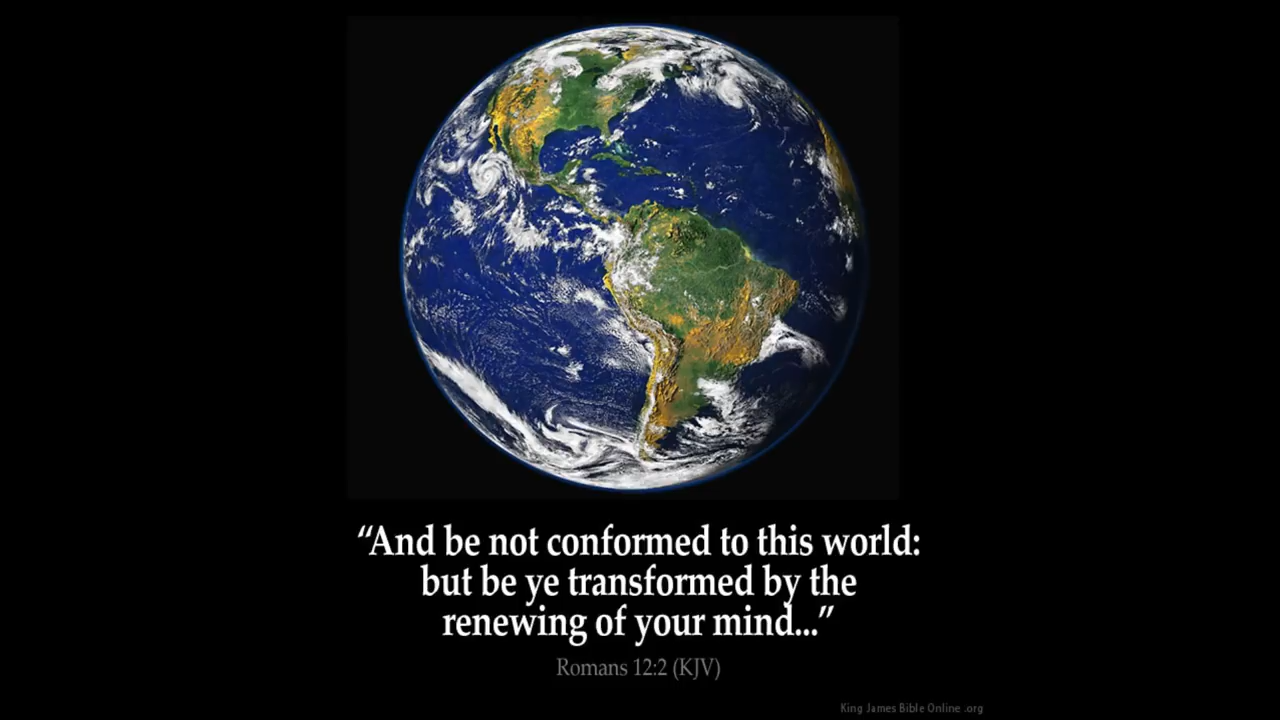 “And be not conformed to this world:
but be ye transformed by the
renewing of your mind...”
Romans 12:2 (KJV)
King James Bible Online .org